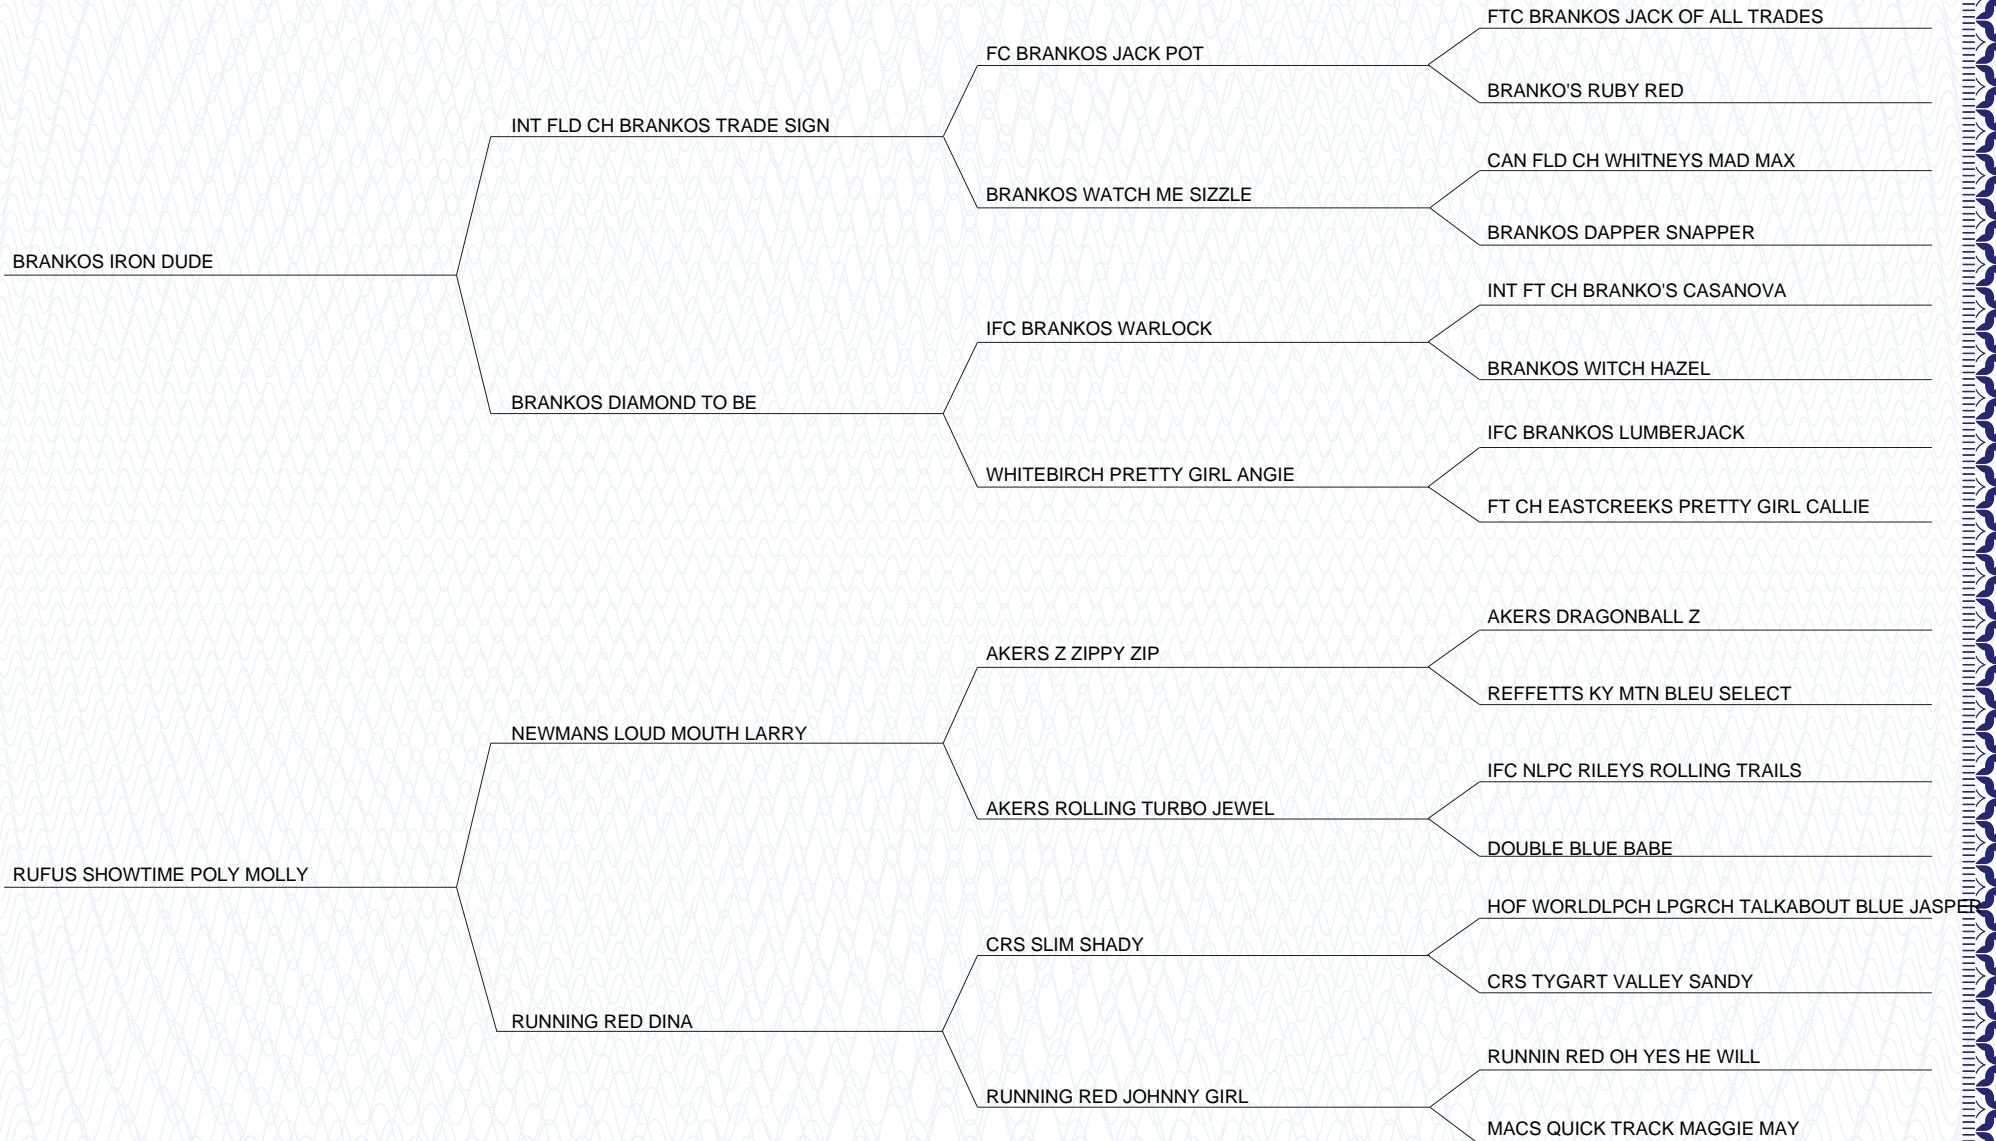 FTC BRANKOS JACK OF ALL TRADES
FC BRANKOS JACK POT
BRANKO'S RUBY RED
INT FLD CH BRANKOS TRADE SIGN
CAN FLD CH WHITNEYS MAD MAX
BRANKOS WATCH ME SIZZLE
BRANKOS DAPPER SNAPPER
BRANKOS IRON DUDE
INT FT CH BRANKO'S CASANOVA
IFC BRANKOS WARLOCK
BRANKOS WITCH HAZEL
BRANKOS DIAMOND TO BE
IFC BRANKOS LUMBERJACK
WHITEBIRCH PRETTY GIRL ANGIE
FT CH EASTCREEKS PRETTY GIRL CALLIE
AKERS DRAGONBALL Z
AKERS Z ZIPPY ZIP
REFFETTS KY MTN BLEU SELECT
NEWMANS LOUD MOUTH LARRY
IFC NLPC RILEYS ROLLING TRAILS
AKERS ROLLING TURBO JEWEL
DOUBLE BLUE BABE
RUFUS SHOWTIME POLY MOLLY
HOF WORLDLPCH LPGRCH TALKABOUT BLUE JASPER
CRS SLIM SHADY
CRS TYGART VALLEY SANDY
RUNNING RED DINA
RUNNIN RED OH YES HE WILL
RUNNING RED JOHNNY GIRL
MACS QUICK TRACK MAGGIE MAY